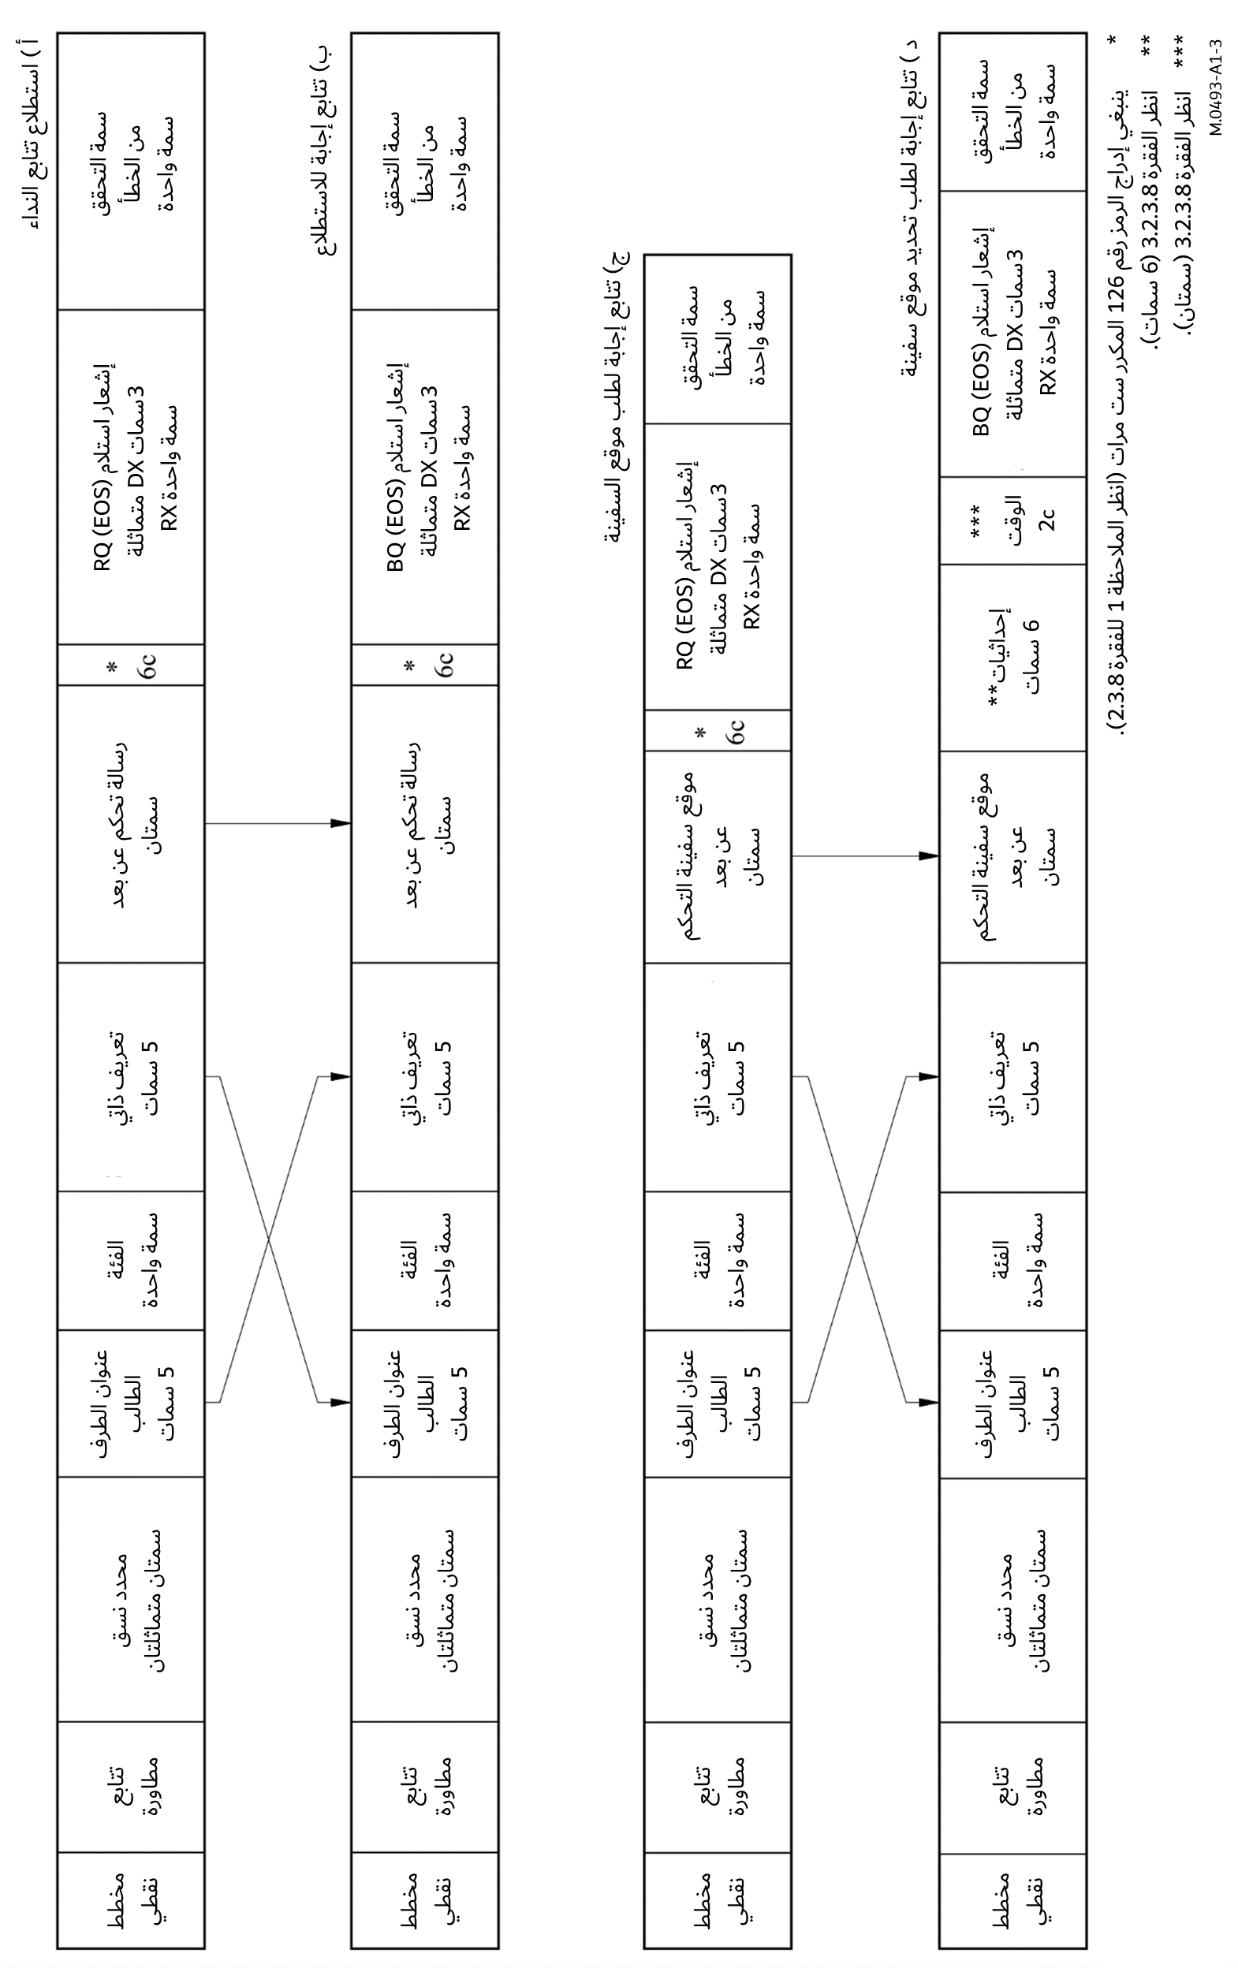 أ ) استطلاع تتابع النداء
مخطط
نقطي
تتابع
مطاورة
محدد نسق
سمتان متماثلتان
عنوان الطرف
الطالب
5 سمات
الفئة
سمة واحدة
تعريف ذاتي
5 سمات
رسالة تحكم عن بعد
سمتان
*
6c
إشعار استلام RQ (EOS)
3 سمات DX متماثلة
سمة واحدة RX
سمة التحقق
من الخطأ
سمة واحدة
ب) تتابع إجابة للاستطلاع
مخطط
نقطي
تتابع
مطاورة
محدد نسق
سمتان متماثلتان
عنوان الطرف
الطالب
5 سمات
الفئة
سمة واحدة
تعريف ذاتي
5 سمات
رسالة تحكم عن بعد
سمتان
*
6c
إشعار استلام BQ (EOS)
3 سمات DX متماثلة
سمة واحدة RX
سمة التحقق
من الخطأ
سمة واحدة
ج) تتابع إجابة لطلب موقع السفينة
مخطط
نقطي
تتابع
مطاورة
محدد نسق
سمتان متماثلتان
عنوان الطرف
الطالب
5 سمات
الفئة
سمة واحدة
تعريف ذاتي
5 سمات
موقع سفينة التحكم
عن بعد
سمتان
*
6c
إشعار استلام RQ (EOS)
3 سمات DX متماثلة
سمة واحدة RX
سمة التحقق
من الخطأ
سمة واحدة
د ) تتابع إجابة لطلب تحديد موقع سفينة
مخطط
نقطي
تتابع
مطاورة
محدد نسق
سمتان متماثلتان
عنوان الطرف
الطالب
5 سمات
الفئة
سمة واحدة
تعريف ذاتي
5 سمات
موقع سفينة التحكم
عن بعد
سمتان
إحداثيات**
6 سمات
***
الوقت
2c
إشعار استلام BQ (EOS)
3 سمات DX متماثلة
سمة واحدة RX
سمة التحقق
من الخطأ
سمة واحدة
* ينبغي إدراج الرمز رقم 126 المكرر ست مرات (انظر الملاحظة 1 للفقرة 2.3.8).
** انظر الفقرة 3.2.3.8 (6 سمات).
*** انظر الفقرة 3.2.3.8 (سمتان).
M.0493-A1-3